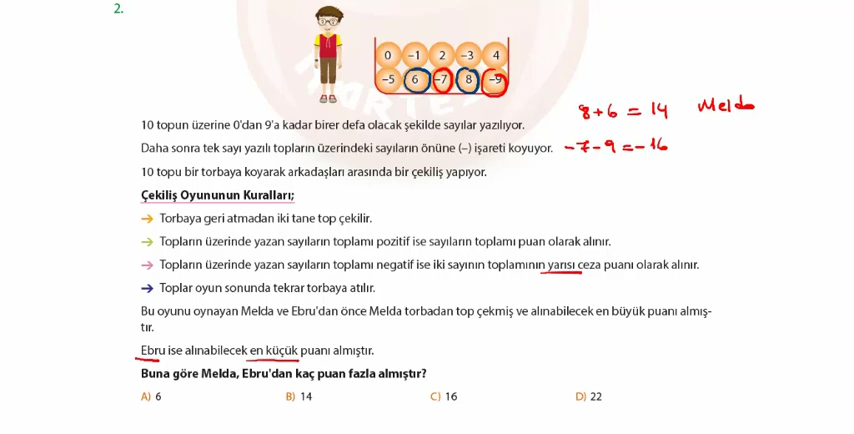 2.
0 −1 2 −3 4
−5 6 −7 8 −9
8+6 = 14 Melda
10 topun üzerine 0'dan 9'a kadar birer defa olacak şekilde sayılar yazılıyor.
Daha sonra tek sayı yazılı topların üzerindeki sayıların önüne (–) işareti koyuyor. −7−9=−16
10 topu bir torbaya koyarak arkadaşları arasında bir çekiliş yapıyor.
Çekiliş Oyununun Kuralları;
→ Torbaya geri atmadan iki tane top çekilir.
→ Topların üzerinde yazan sayıların toplamı pozitif ise sayıların toplamı puan olarak alınır.
→ Topların üzerinde yazan sayıların toplamı negatif ise iki sayının toplamının yarısı ceza puanı olarak alınır.
→ Toplar oyun sonunda tekrar torbaya atılır.
Bu oyunu oynayan Melda ve Ebru'dan önce Melda torbadan top çekmiş ve alınabilecek en büyük puanı almış-
tır.
Ebru ise alınabilecek en küçük puanı almıştır.
Buna göre Melda, Ebru'dan kaç puan fazla almıştır?
A) 6 B) 14 C) 16 D) 22